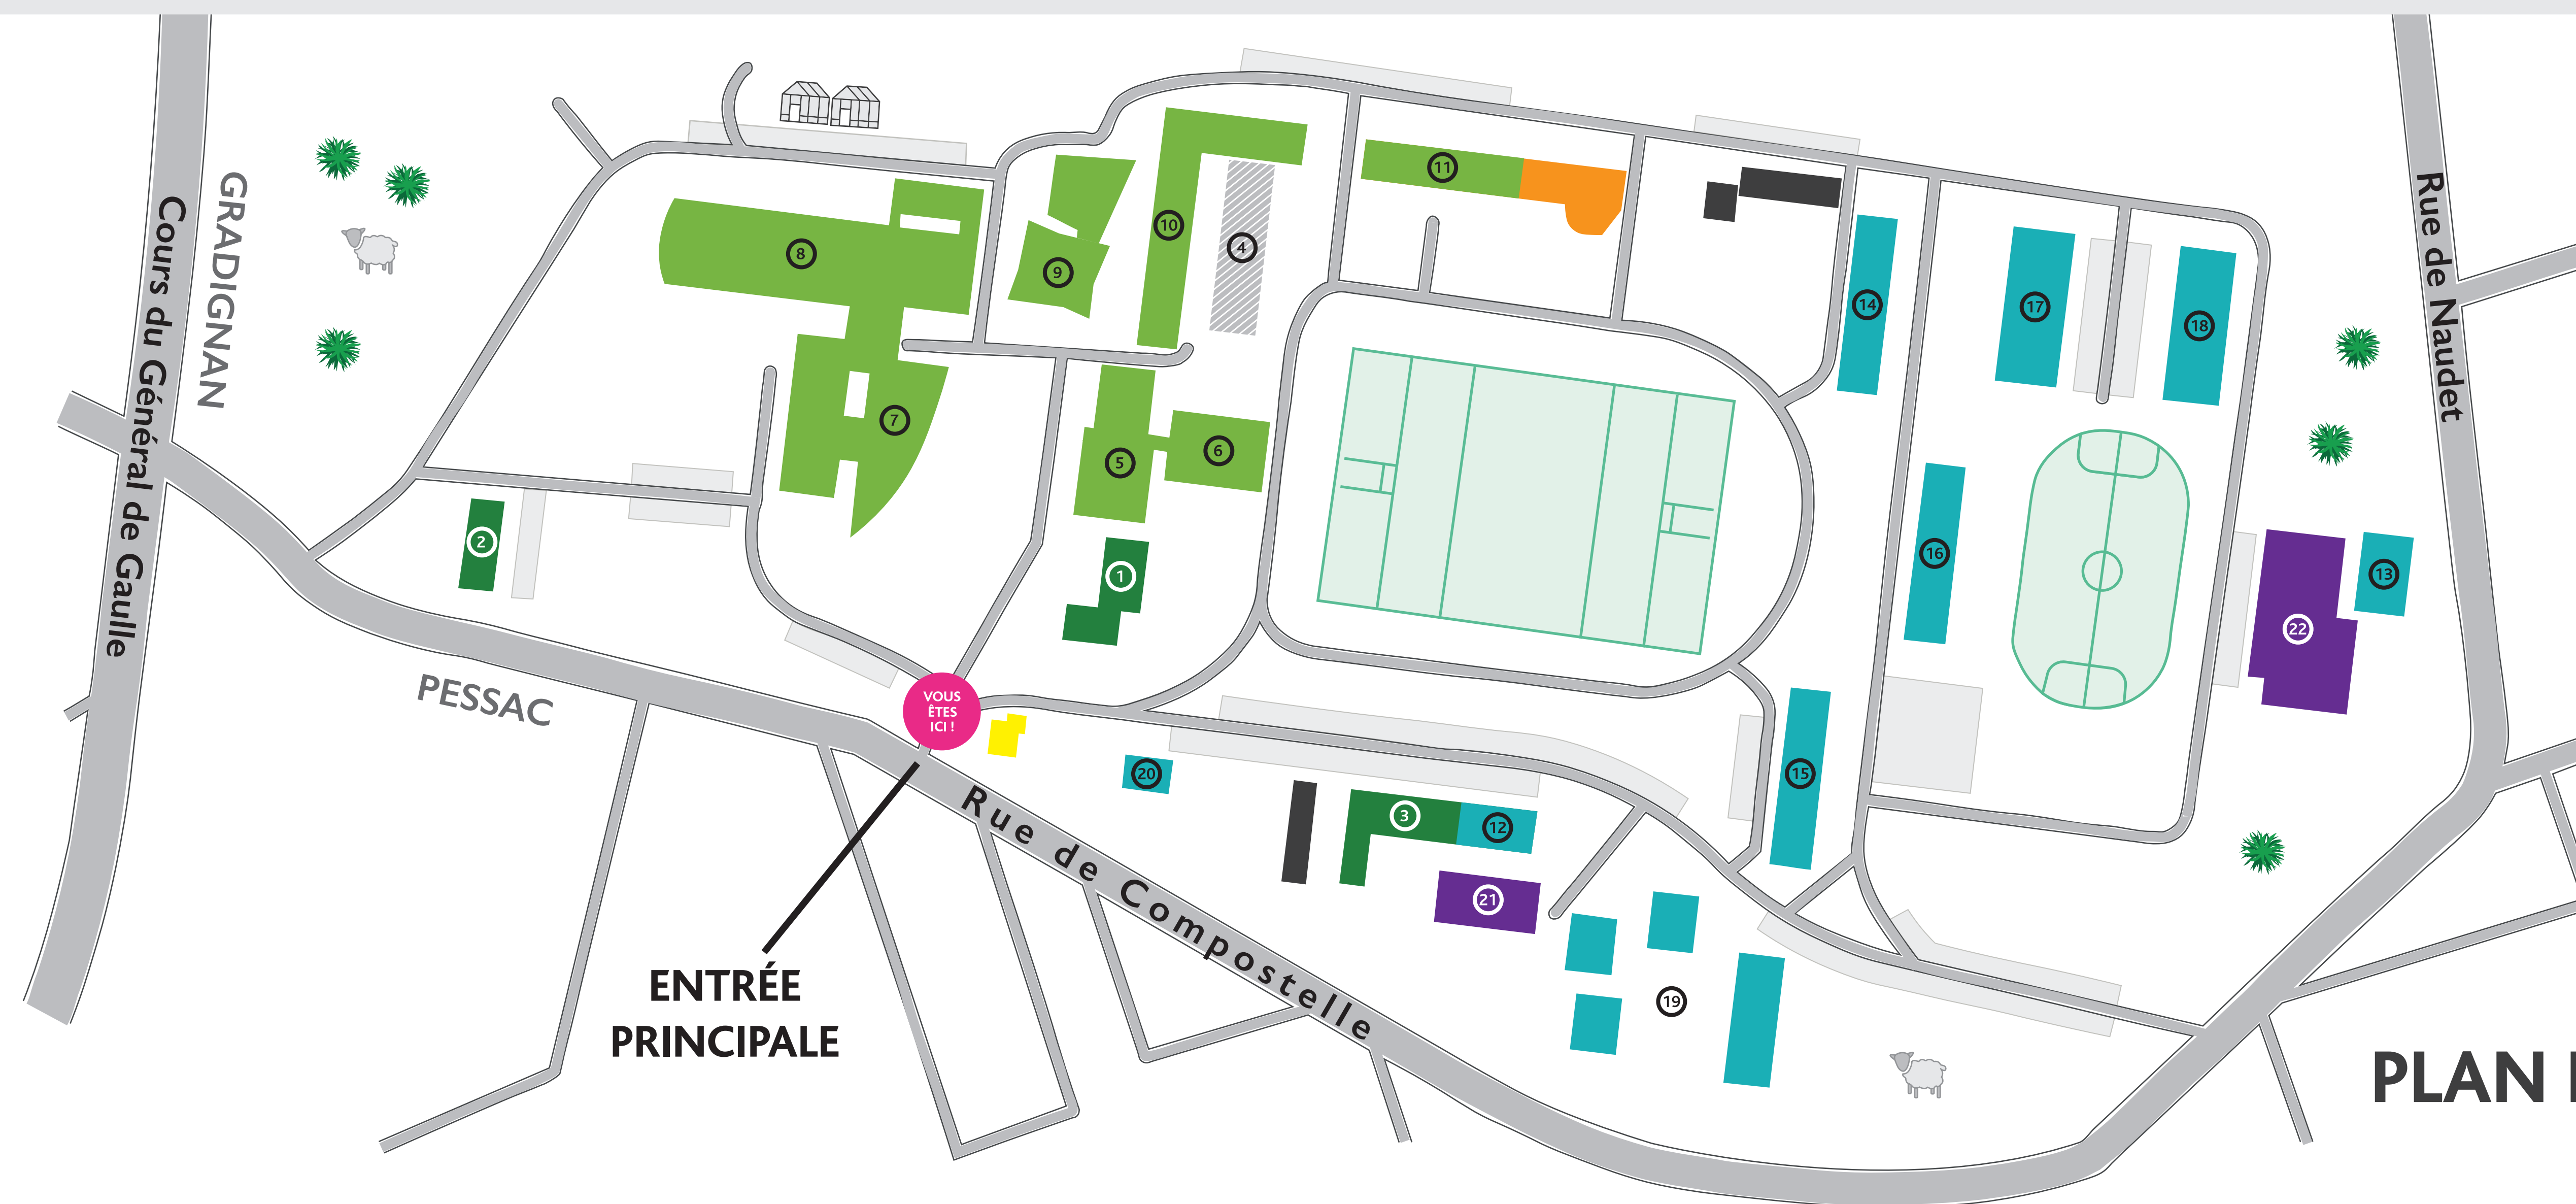 Cours du Général de Gaulle
GRADIGNAN
Rue de Naudet
8
9
10
4
11
14
17
18
7
5
6
2
1
16
13
22
PESSAC
VOUS
ÊTES
ICI !
20
3
12
15
21
19
Rue de Compostelle
ENTRÉE
PRINCIPALE
PLAN